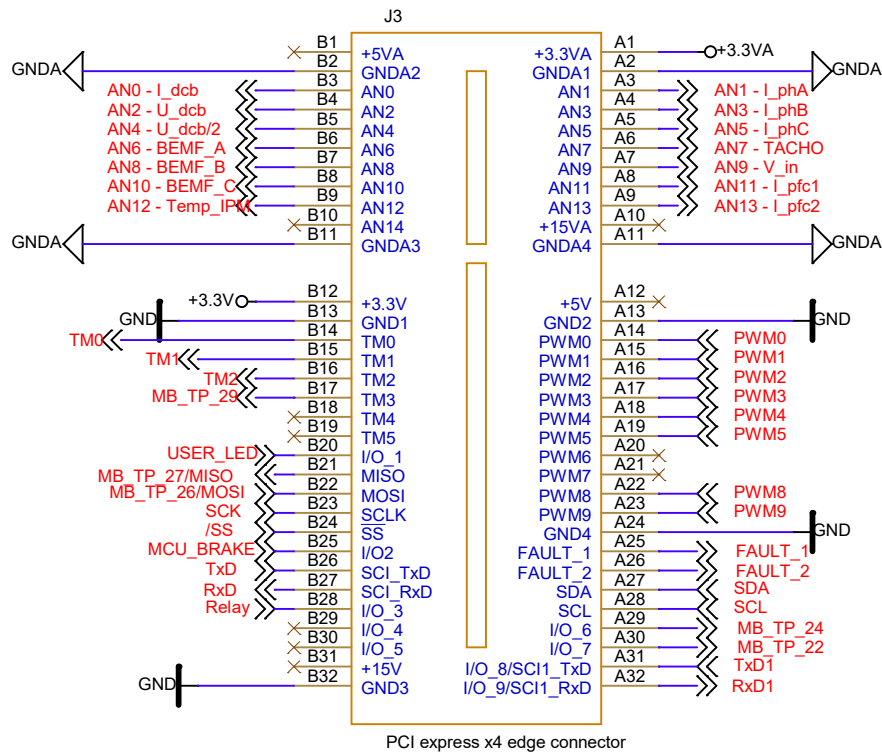 J3
B1 +5VA +3.3VA A1 +3.3VA
GNDA B2 GNDA2 GNDA1 A2 GNDA
AN0 - I_dcb B3 AN0 AN1 A3 AN1 - I_phA
AN2 - U_dcb B4 AN2 AN3 A4 AN3 - I_phB
AN4 - U_dcb/2 B5 AN4 AN5 A5 AN5 - I_phC
AN6 - BEMF_A B6 AN6 AN7 A6 AN7 - TACHO
AN8 - BEMF_B B7 AN8 AN9 A7 AN9 - V_in
AN10 - BEMF_C B8 AN10 AN11 A8 AN11 - I_pfc1
AN12 - Temp_IPM B9 AN12 AN13 A9 AN13 - I_pfc2
B10 AN14 +15VA A10
GNDA B11 GNDA3 GNDA4 A11 GNDA
+3.3V B12 +3.3V +5V A12
GND B13 GND1 GND2 A13 GND
TM0 B14 TM0 PWM0 A14 PWM0
TM1 B15 TM1 PWM1 A15 PWM1
TM2 B16 TM2 PWM2 A16 PWM2
MB_TP_29 B17 TM3 PWM3 A17 PWM3
B18 TM4 PWM4 A18 PWM4
B19 TM5 PWM5 A19 PWM5
USER_LED B20 I/O_1 PWM6 A20
MB_TP_27/MISO B21 MISO PWM7 A21
MB_TP_26/MOSI B22 MOSI PWM8 A22 PWM8
SCK B23 SCLK PWM9 A23 PWM9
/SS B24 SS GND4 A24 GND
MCU_BRAKE B25 I/O2 FAULT_1 A25 FAULT_1
TxD B26 SCI_TxD FAULT_2 A26 FAULT_2
RxD B27 SCI_RxD SDA A27 SDA
Relay B28 I/O_3 SCL A28 SCL
B29 I/O_4 I/O_6 A29 MB_TP_24
B30 I/O_5 I/O_7 A30 MB_TP_22
B31 +15V I/O_8/SCI1_TxD A31 TxD1
GND B32 GND3 I/O_9/SCI1_RxD A32 RxD1
PCI express x4 edge connector